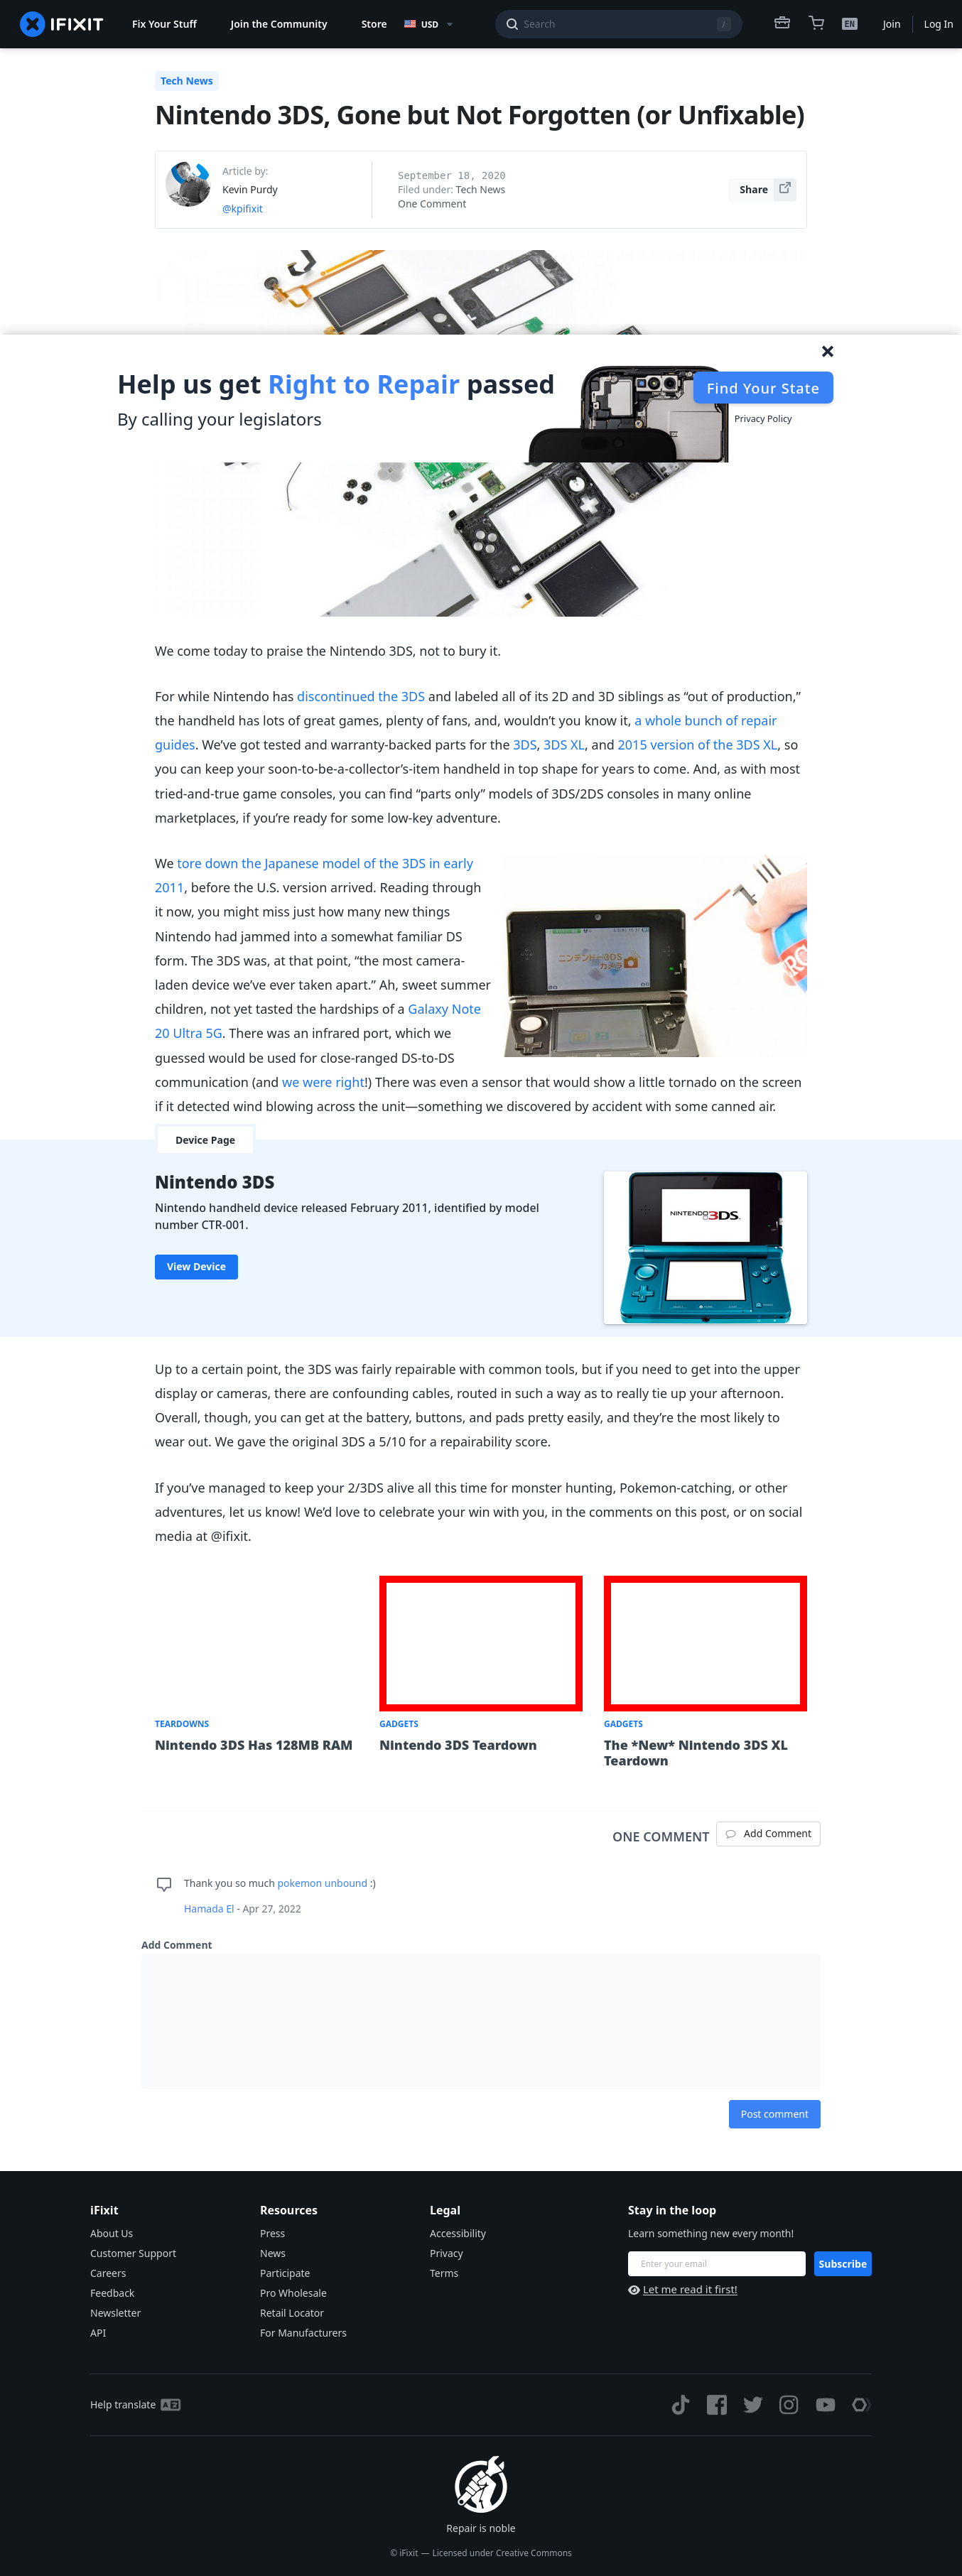 IFIXIT
Fix Your Stuff
Join the Community
Store
USD
Search
/
EN
Join
Log In
Tech News
Nintendo 3DS, Gone but Not Forgotten (or Unfixable)
Article by:
Kevin Purdy
@kpifixit
September 18, 2020
Filed under: Tech News
One Comment
Share
Help us get Right to Repair passed
By calling your legislators
Find Your State
Privacy Policy
We come today to praise the Nintendo 3DS, not to bury it.
For while Nintendo has discontinued the 3DS and labeled all of its 2D and 3D siblings as “out of production,”
the handheld has lots of great games, plenty of fans, and, wouldn’t you know it, a whole bunch of repair
guides. We’ve got tested and warranty-backed parts for the 3DS, 3DS XL, and 2015 version of the 3DS XL, so
you can keep your soon-to-be-a-collector’s-item handheld in top shape for years to come. And, as with most
tried-and-true game consoles, you can find “parts only” models of 3DS/2DS consoles in many online
marketplaces, if you’re ready for some low-key adventure.
We tore down the Japanese model of the 3DS in early
2011, before the U.S. version arrived. Reading through
it now, you might miss just how many new things
Nintendo had jammed into a somewhat familiar DS
form. The 3DS was, at that point, “the most camera-
laden device we’ve ever taken apart.” Ah, sweet summer
children, not yet tasted the hardships of a Galaxy Note
20 Ultra 5G. There was an infrared port, which we
guessed would be used for close-ranged DS-to-DS
communication (and we were right!) There was even a sensor that would show a little tornado on the screen
if it detected wind blowing across the unit—something we discovered by accident with some canned air.
ニンテンドー3DS
カメラ
Device Page
Nintendo 3DS
Nintendo handheld device released February 2011, identified by model
number CTR-001.
View Device
NINTENDO 3DS
Up to a certain point, the 3DS was fairly repairable with common tools, but if you need to get into the upper
display or cameras, there are confounding cables, routed in such a way as to really tie up your afternoon.
Overall, though, you can get at the battery, buttons, and pads pretty easily, and they’re the most likely to
wear out. We gave the original 3DS a 5/10 for a repairability score.
If you’ve managed to keep your 2/3DS alive all this time for monster hunting, Pokemon-catching, or other
adventures, let us know! We’d love to celebrate your win with you, in the comments on this post, or on social
media at @ifixit.
TEARDOWNS
Nintendo 3DS Has 128MB RAM
GADGETS
Nintendo 3DS Teardown
GADGETS
The *New* Nintendo 3DS XL
Teardown
ONE COMMENT
Add Comment
Thank you so much pokemon unbound :)
Hamada El - Apr 27, 2022
Add Comment
Post comment
iFixit
About Us
Customer Support
Careers
Feedback
Newsletter
API
Resources
Press
News
Participate
Pro Wholesale
Retail Locator
For Manufacturers
Legal
Accessibility
Privacy
Terms
Stay in the loop
Learn something new every month!
Enter your email
Subscribe
Let me read it first!
Help translate
Repair is noble
© iFixit — Licensed under Creative Commons